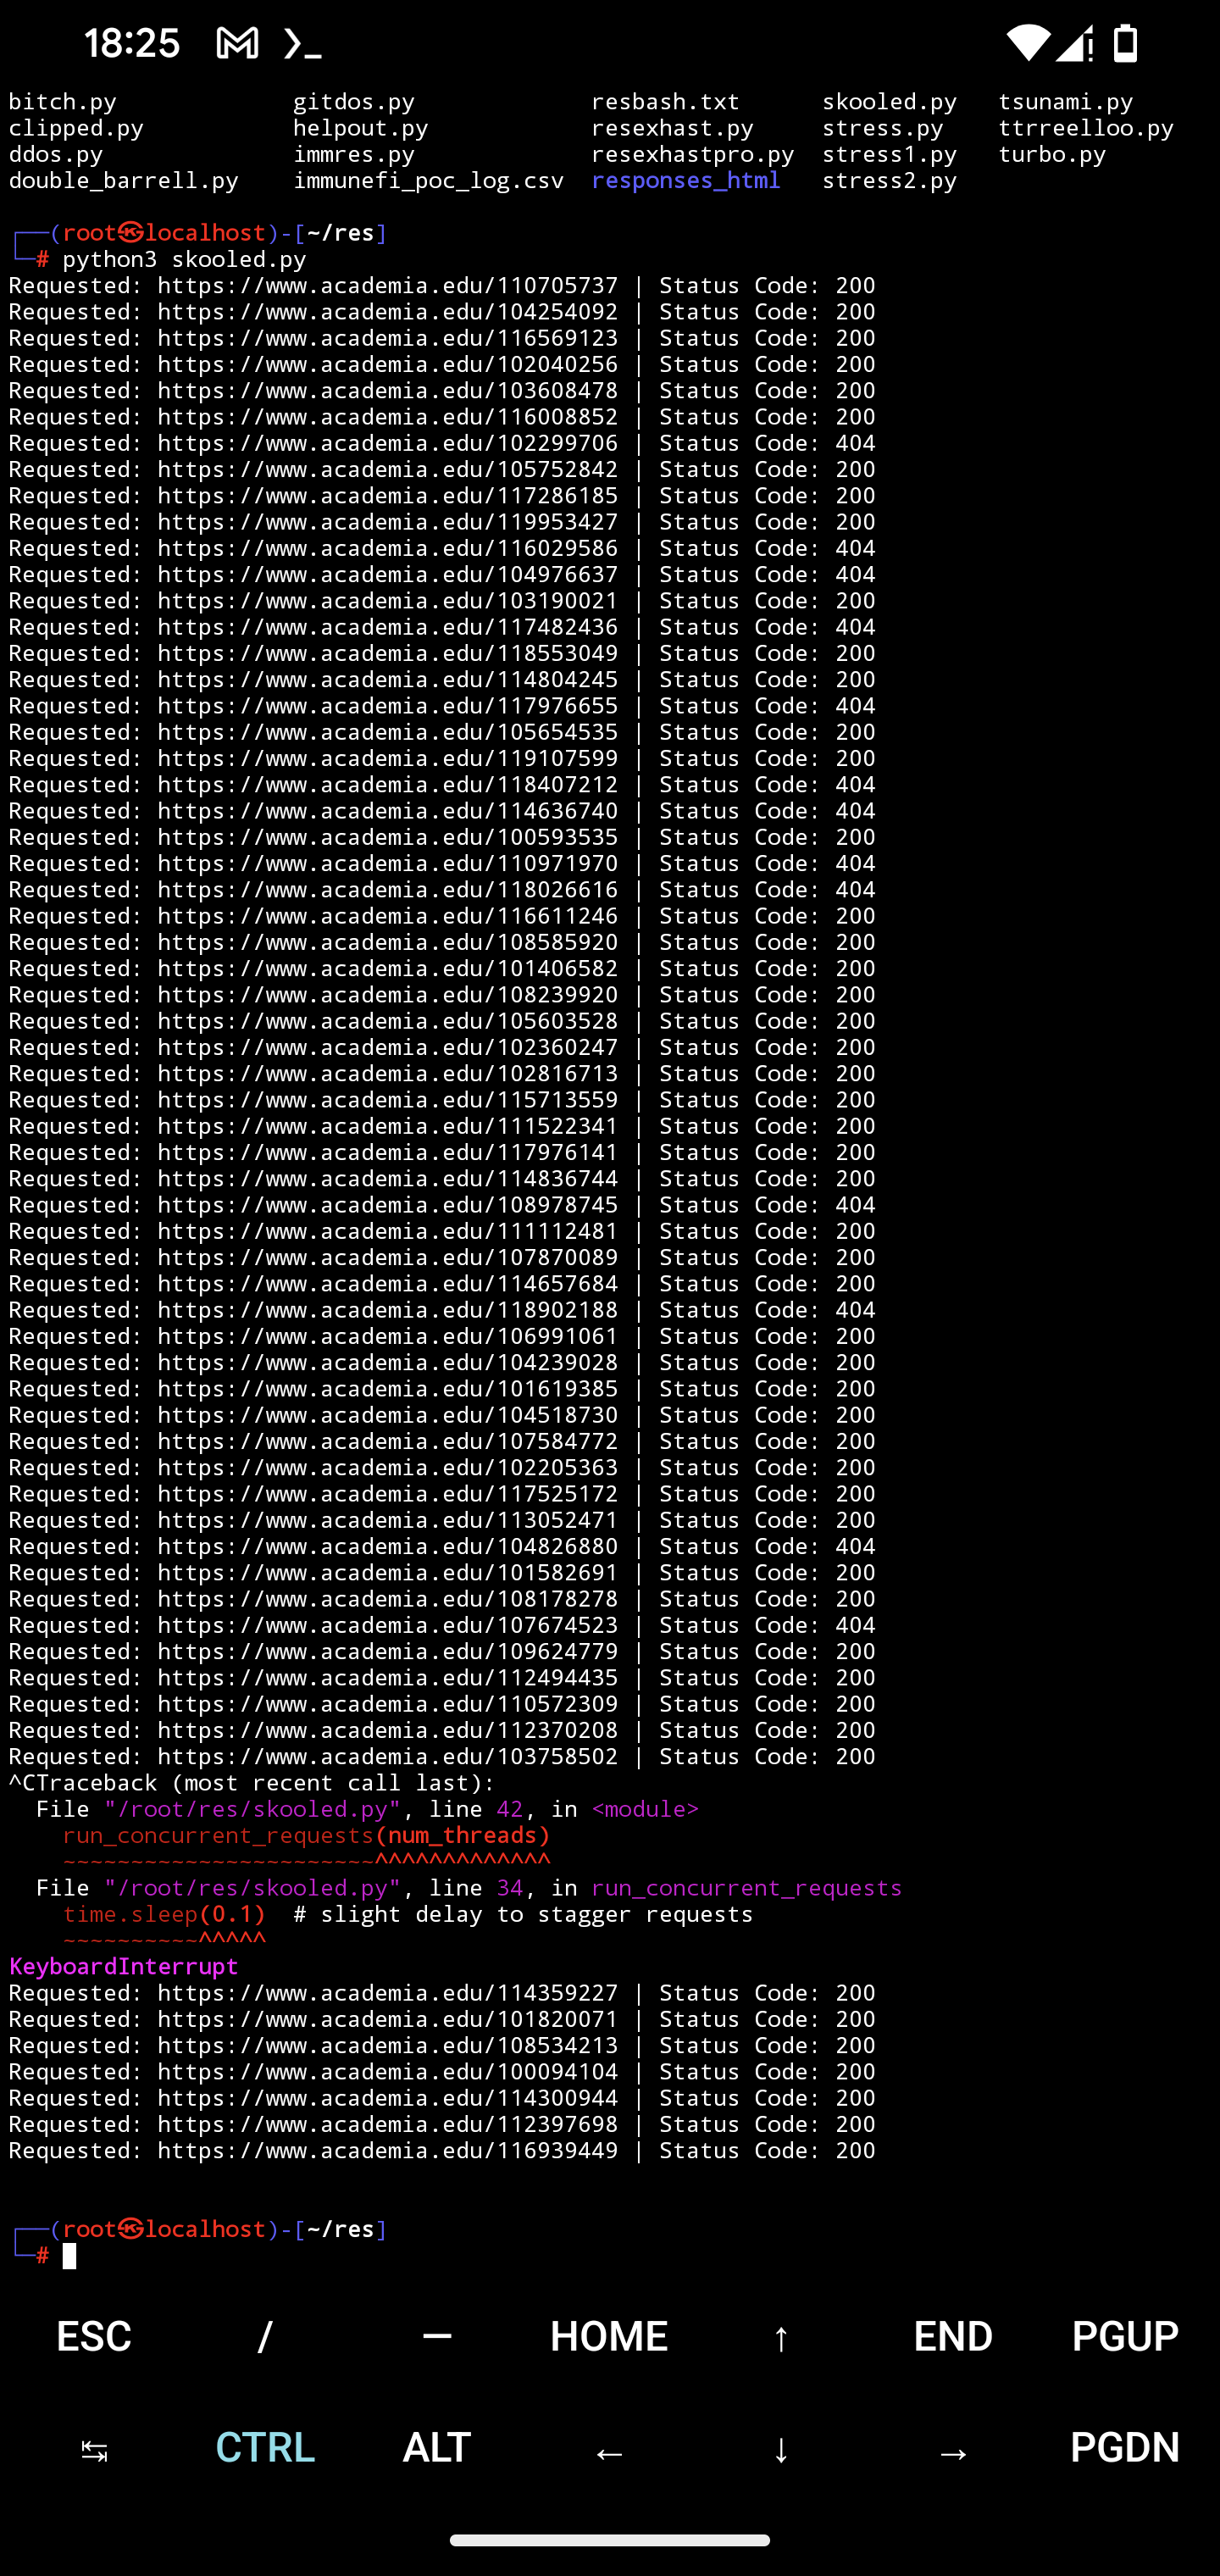 18:25
bitch.py gitdos.py resbash.txt skooled.py tsunami.py
clipped.py helpout.py resexhast.py stress.py ttrreelloo.py
ddos.py immres.py resexhastpro.py stress1.py turbo.py
double_barrell.py immunefi_poc_log.csv responses_html stress2.py
┌──(root㉿localhost)-[~/res]
└─# python3 skooled.py
Requested: https://www.academia.edu/110705737 | Status Code: 200
Requested: https://www.academia.edu/104254092 | Status Code: 200
Requested: https://www.academia.edu/116569123 | Status Code: 200
Requested: https://www.academia.edu/102040256 | Status Code: 200
Requested: https://www.academia.edu/103608478 | Status Code: 200
Requested: https://www.academia.edu/116008852 | Status Code: 200
Requested: https://www.academia.edu/102299706 | Status Code: 404
Requested: https://www.academia.edu/105752842 | Status Code: 200
Requested: https://www.academia.edu/117286185 | Status Code: 200
Requested: https://www.academia.edu/119953427 | Status Code: 200
Requested: https://www.academia.edu/116029586 | Status Code: 404
Requested: https://www.academia.edu/104976637 | Status Code: 404
Requested: https://www.academia.edu/103190021 | Status Code: 200
Requested: https://www.academia.edu/117482436 | Status Code: 404
Requested: https://www.academia.edu/118553049 | Status Code: 200
Requested: https://www.academia.edu/114804245 | Status Code: 200
Requested: https://www.academia.edu/117976655 | Status Code: 404
Requested: https://www.academia.edu/105654535 | Status Code: 200
Requested: https://www.academia.edu/119107599 | Status Code: 200
Requested: https://www.academia.edu/118407212 | Status Code: 404
Requested: https://www.academia.edu/114636740 | Status Code: 404
Requested: https://www.academia.edu/100593535 | Status Code: 200
Requested: https://www.academia.edu/110971970 | Status Code: 404
Requested: https://www.academia.edu/118026616 | Status Code: 404
Requested: https://www.academia.edu/116611246 | Status Code: 200
Requested: https://www.academia.edu/108585920 | Status Code: 200
Requested: https://www.academia.edu/101406582 | Status Code: 200
Requested: https://www.academia.edu/108239920 | Status Code: 200
Requested: https://www.academia.edu/105603528 | Status Code: 200
Requested: https://www.academia.edu/102360247 | Status Code: 200
Requested: https://www.academia.edu/102816713 | Status Code: 200
Requested: https://www.academia.edu/115713559 | Status Code: 200
Requested: https://www.academia.edu/111522341 | Status Code: 200
Requested: https://www.academia.edu/117976141 | Status Code: 200
Requested: https://www.academia.edu/114836744 | Status Code: 200
Requested: https://www.academia.edu/108978745 | Status Code: 404
Requested: https://www.academia.edu/111112481 | Status Code: 200
Requested: https://www.academia.edu/107870089 | Status Code: 200
Requested: https://www.academia.edu/114657684 | Status Code: 200
Requested: https://www.academia.edu/118902188 | Status Code: 404
Requested: https://www.academia.edu/106991061 | Status Code: 200
Requested: https://www.academia.edu/104239028 | Status Code: 200
Requested: https://www.academia.edu/101619385 | Status Code: 200
Requested: https://www.academia.edu/104518730 | Status Code: 200
Requested: https://www.academia.edu/107584772 | Status Code: 200
Requested: https://www.academia.edu/102205363 | Status Code: 200
Requested: https://www.academia.edu/117525172 | Status Code: 200
Requested: https://www.academia.edu/113052471 | Status Code: 200
Requested: https://www.academia.edu/104826880 | Status Code: 404
Requested: https://www.academia.edu/101582691 | Status Code: 200
Requested: https://www.academia.edu/108178278 | Status Code: 200
Requested: https://www.academia.edu/107674523 | Status Code: 404
Requested: https://www.academia.edu/109624779 | Status Code: 200
Requested: https://www.academia.edu/112494435 | Status Code: 200
Requested: https://www.academia.edu/110572309 | Status Code: 200
Requested: https://www.academia.edu/112370208 | Status Code: 200
Requested: https://www.academia.edu/103758502 | Status Code: 200
^CTraceback (most recent call last):
  File "/root/res/skooled.py", line 42, in <module>
    run_concurrent_requests(num_threads)
    ~~~~~~~~~~~~~~~~~~~~~~~^^^^^^^^^^^^^
  File "/root/res/skooled.py", line 34, in run_concurrent_requests
    time.sleep(0.1)  # slight delay to stagger requests
    ~~~~~~~~~~^^^^^
KeyboardInterrupt
Requested: https://www.academia.edu/114359227 | Status Code: 200
Requested: https://www.academia.edu/101820071 | Status Code: 200
Requested: https://www.academia.edu/108534213 | Status Code: 200
Requested: https://www.academia.edu/100094104 | Status Code: 200
Requested: https://www.academia.edu/114300944 | Status Code: 200
Requested: https://www.academia.edu/112397698 | Status Code: 200
Requested: https://www.academia.edu/116939449 | Status Code: 200
┌──(root㉿localhost)-[~/res]
└─#
ESC / — HOME ↑ END PGUP
↹ CTRL ALT ← ↓ → PGDN